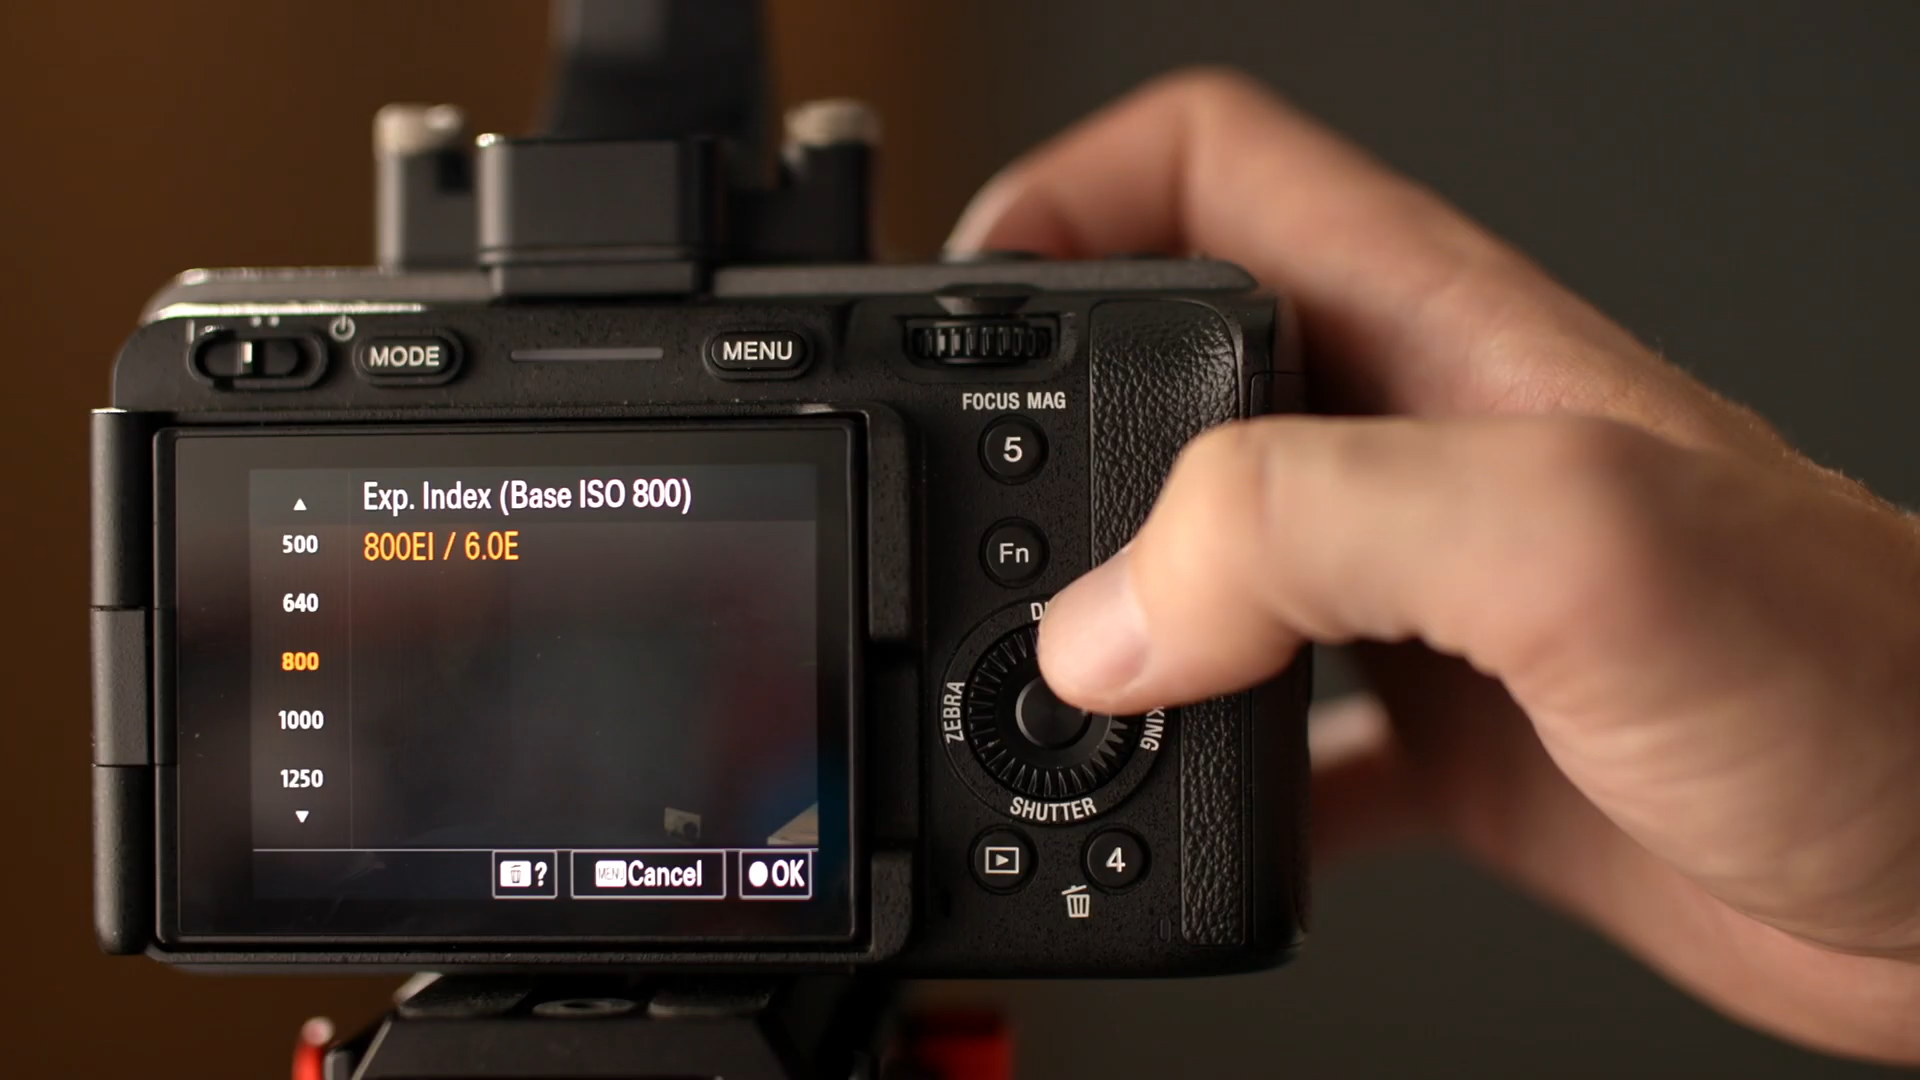 MODE
MENU
FOCUS MAG
5
Fn
Exp. Index (Base ISO 800)
500
800EI / 6.0E
640
800
1000
1250
ZEBRA
SHUTTER
MENU Cancel
OK
?
4